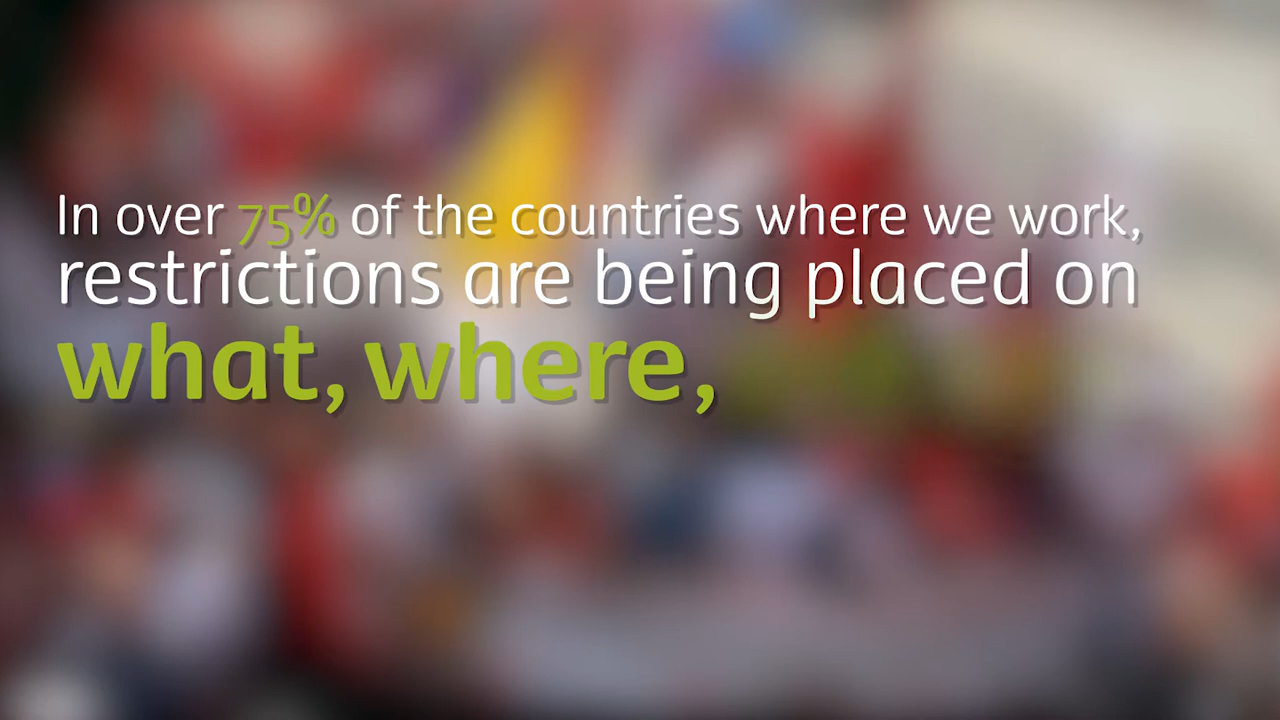 In over 75% of the countries where we work,
restrictions are being placed on
what, where,